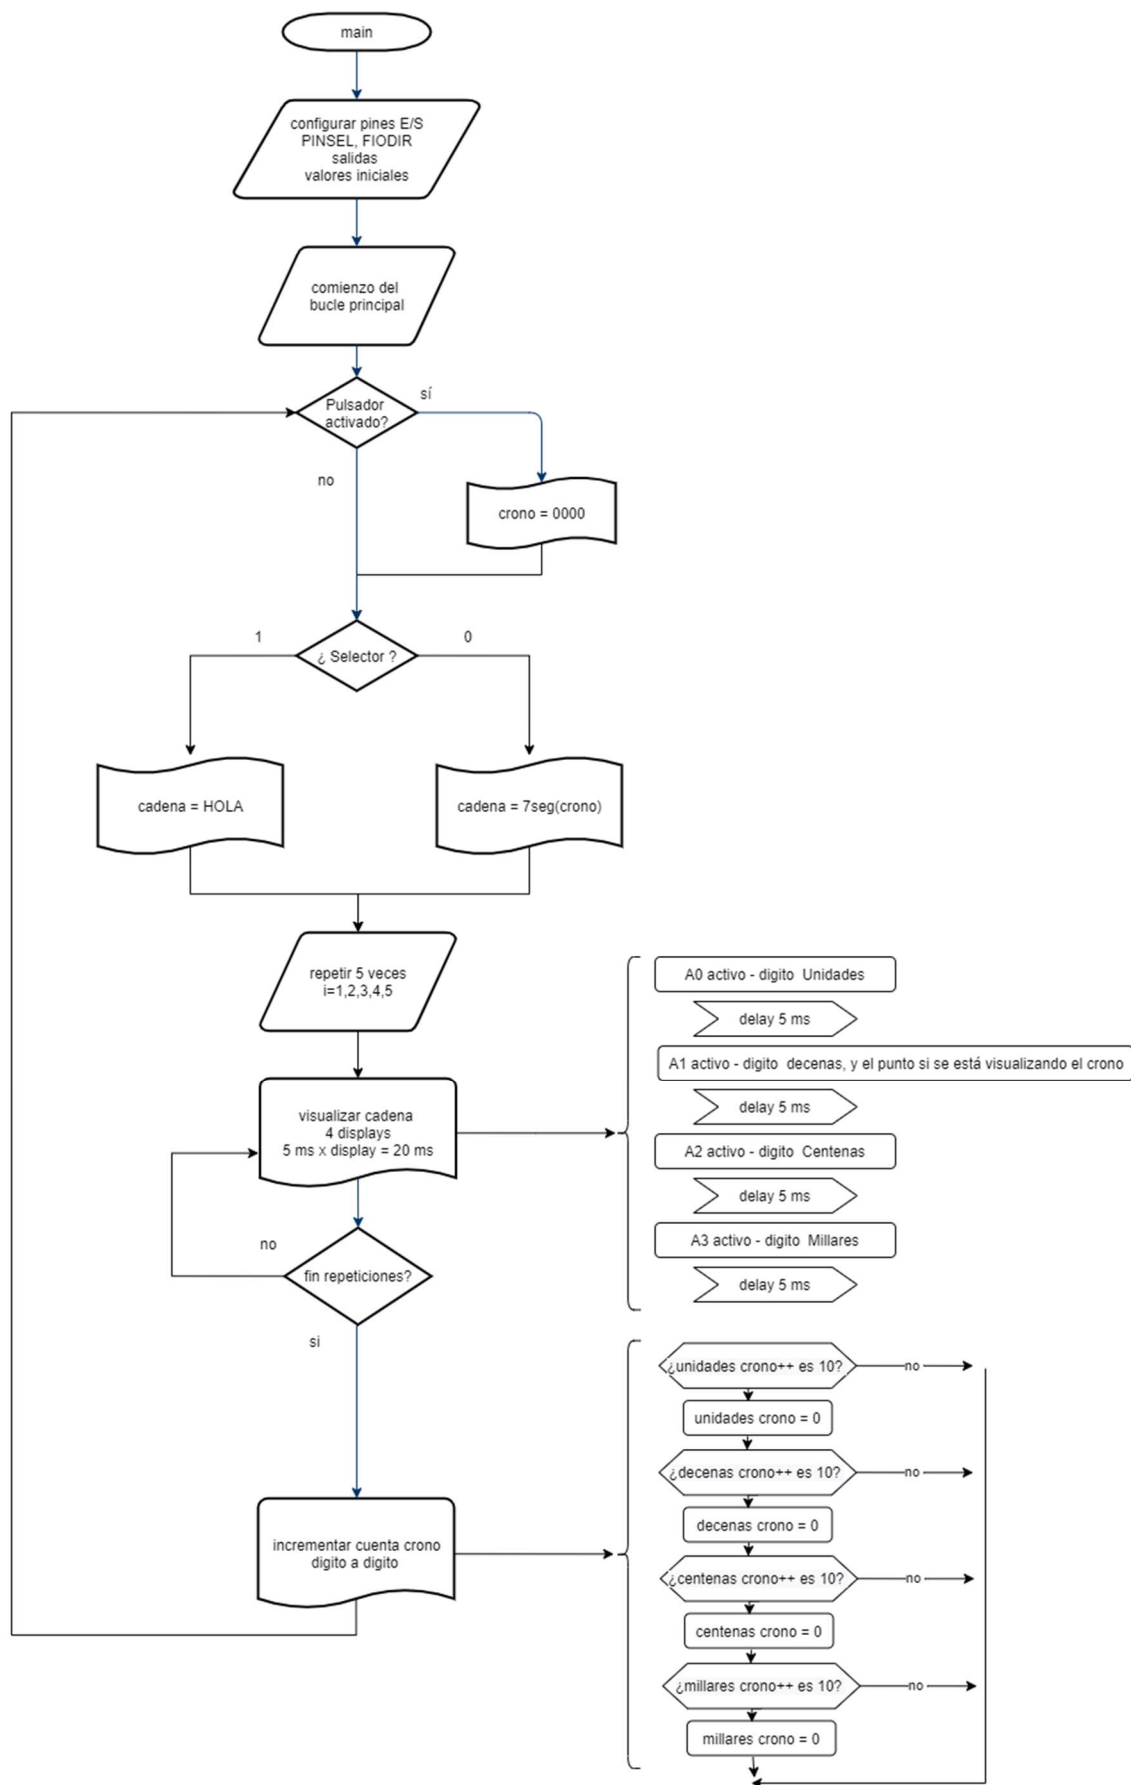 main
configurar pines E/S
PINSEL, FIODIR
salidas
valores iniciales
comienzo del
bucle principal
Pulsador
activado?
sí
no
crono = 0000
1
0
¿ Selector ?
cadena = HOLA
cadena = 7seg(crono)
repetir 5 veces
i=1,2,3,4,5
visualizar cadena
4 displays
5 ms x display = 20 ms
no
fin repeticiones?
si
incrementar cuenta crono
digito a digito
A0 activo - digito Unidades
delay 5 ms
A1 activo - digito decenas, y el punto si se está visualizando el crono
delay 5 ms
A2 activo - digito Centenas
delay 5 ms
A3 activo - digito Millares
delay 5 ms
¿unidades crono++ es 10?
no
unidades crono = 0
¿decenas crono++ es 10?
no
decenas crono = 0
¿centenas crono++ es 10?
no
centenas crono = 0
¿millares crono++ es 10?
no
millares crono = 0